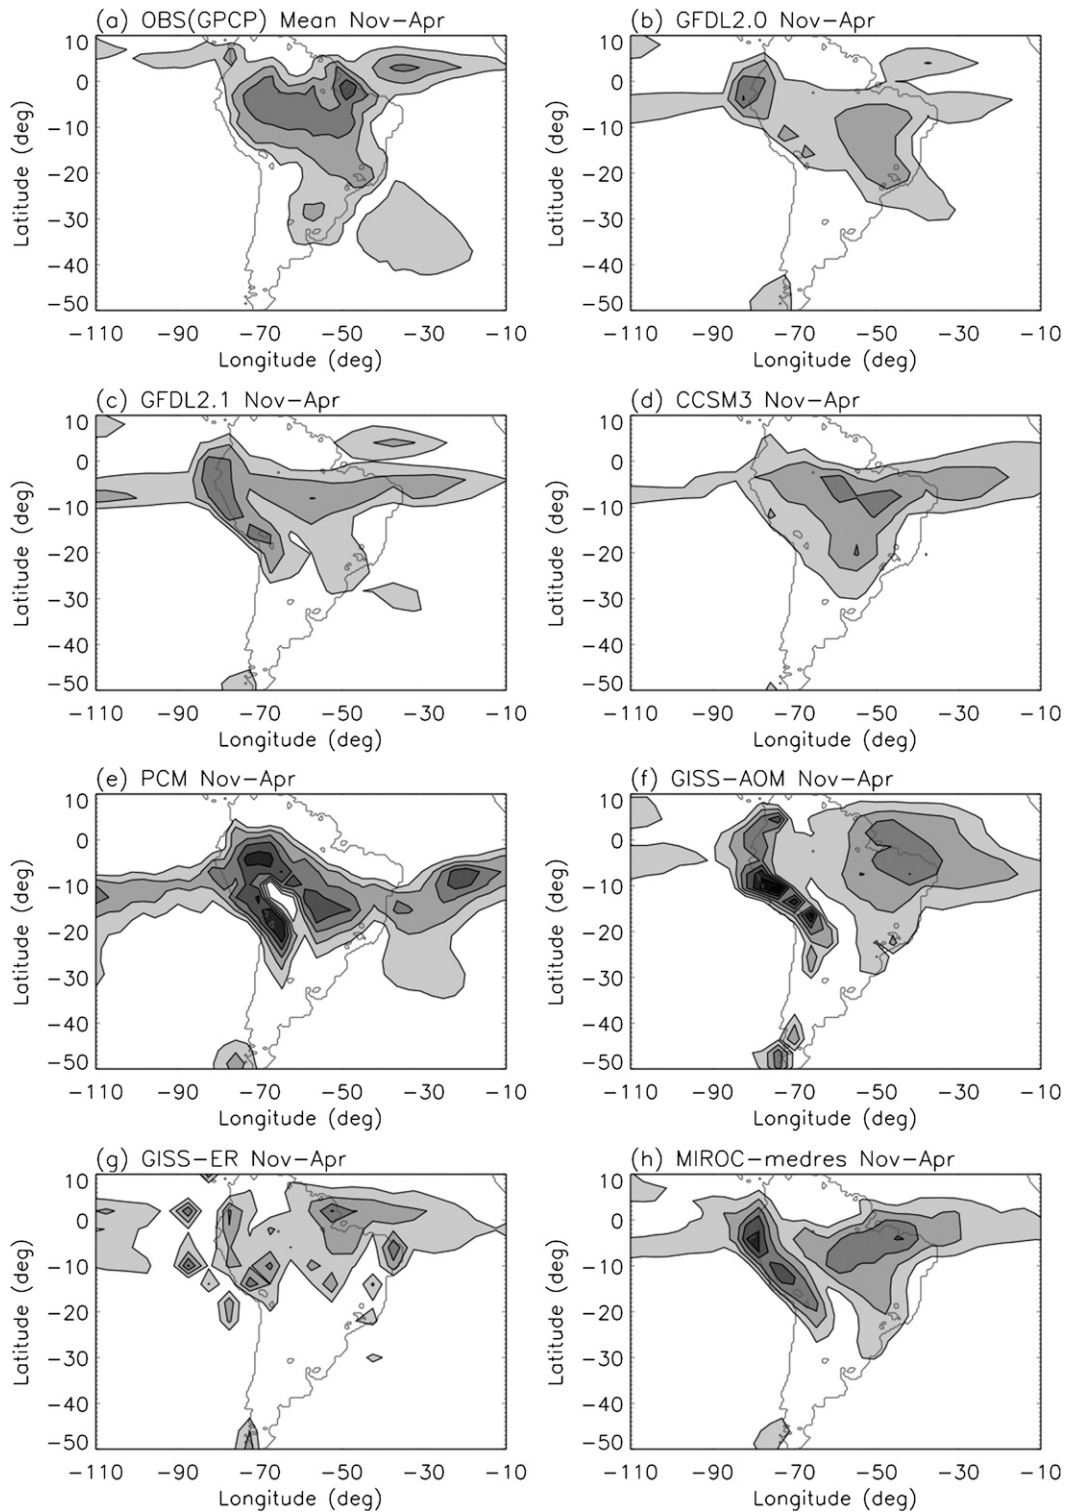 (a) OBS(GPCP) Mean Nov-Apr
10
0
-10
-20
-30
-40
-50
Latitude (deg)
-110 -90 -70 -50 -30 -10
Longitude (deg)
(b) GFDL2.0 Nov-Apr
10
0
-10
-20
-30
-40
-50
Latitude (deg)
-110 -90 -70 -50 -30 -10
Longitude (deg)
(c) GFDL2.1 Nov-Apr
10
0
-10
-20
-30
-40
-50
Latitude (deg)
-110 -90 -70 -50 -30 -10
Longitude (deg)
(d) CCSM3 Nov-Apr
10
0
-10
-20
-30
-40
-50
Latitude (deg)
-110 -90 -70 -50 -30 -10
Longitude (deg)
(e) PCM Nov-Apr
10
0
-10
-20
-30
-40
-50
Latitude (deg)
-110 -90 -70 -50 -30 -10
Longitude (deg)
(f) GISS-AOM Nov-Apr
10
0
-10
-20
-30
-40
-50
Latitude (deg)
-110 -90 -70 -50 -30 -10
Longitude (deg)
(g) GISS-ER Nov-Apr
10
0
-10
-20
-30
-40
-50
Latitude (deg)
-110 -90 -70 -50 -30 -10
Longitude (deg)
(h) MIROC-medres Nov-Apr
10
0
-10
-20
-30
-40
-50
Latitude (deg)
-110 -90 -70 -50 -30 -10
Longitude (deg)